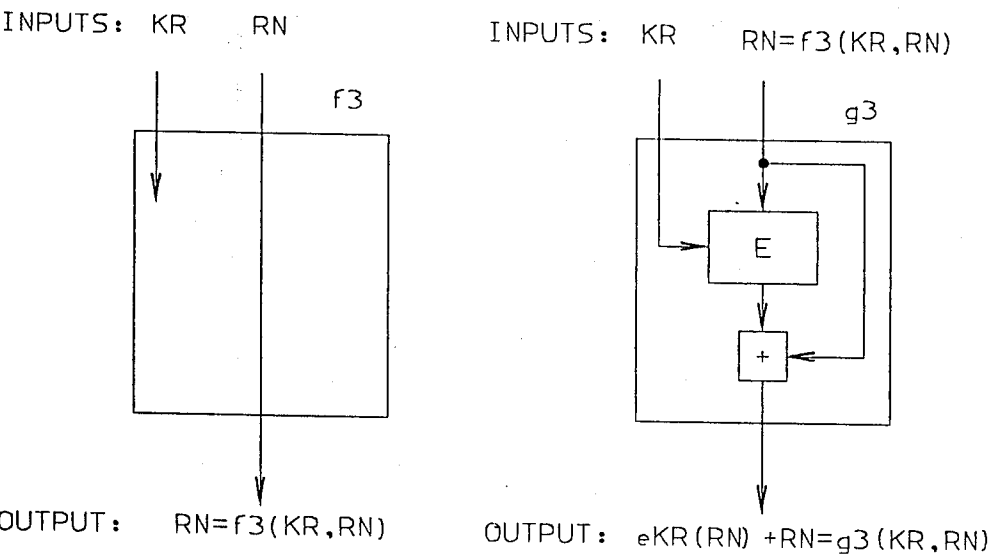 INPUTS: KR RN
f3
OUTPUT: RN=f3(KR,RN)
INPUTS: KR RN=f3(KR,RN)
g3
E
+
OUTPUT: eKR(RN)+RN=g3(KR,RN)